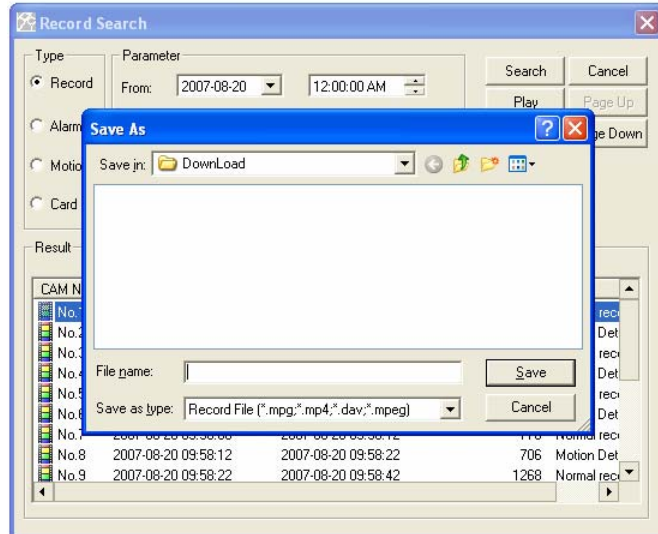 Record Search
Type
Parameter
Record
From: 2007-08-20 12:00:00 AM
Search Cancel
Play Page Up
Alarm
Save As
Save in: DownLoad
Card
Result
CAM N
No.1
No.2
No.3
No.4
No.5
No.6
File name:
Save
Save as type: Record File (*.mpg;*.mp4;*.dav;*.mpeg)
Cancel
No.7
No.8 2007-08-20 09:58:12 2007-08-20 09:58:22 706 Motion Det
No.9 2007-08-20 09:58:22 2007-08-20 09:58:42 1268 Normal rec